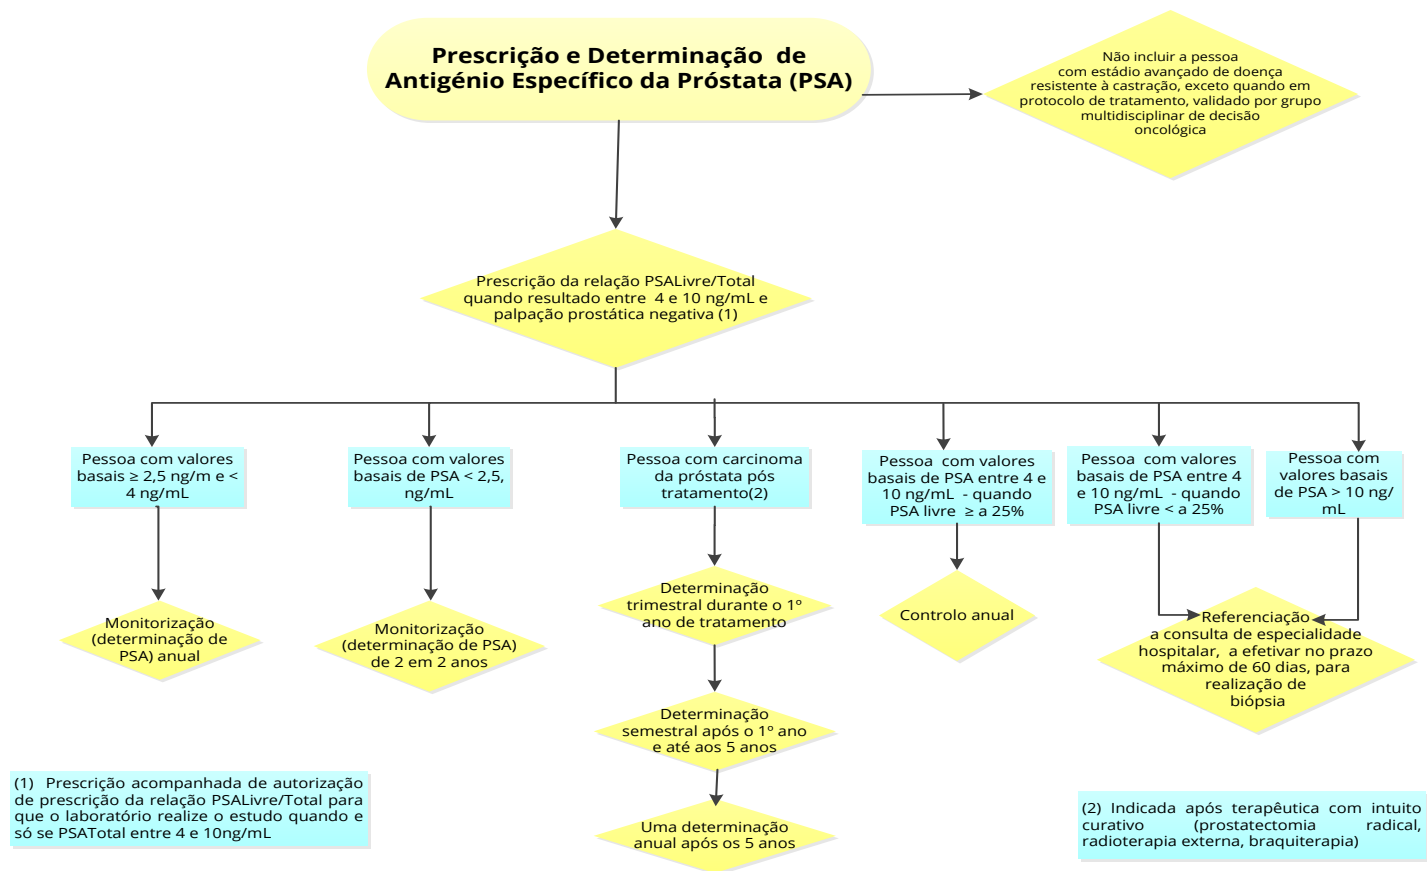 Prescrição e Determinação de
Antigénio Específico da Próstata (PSA)
Não incluir a pessoa
com estádio avançado de doença
resistente à castração, exceto quando em
protocolo de tratamento, validado por grupo
multidisciplinar de decisão
oncológica
Prescrição da relação PSALivre/Total
quando resultado entre 4 e 10 ng/mL e
palpação prostática negativa (1)
Pessoa com valores
basais ≥ 2,5 ng/m e <
4 ng/mL
Pessoa com valores
basais de PSA < 2,5,
ng/mL
Pessoa com carcinoma
da próstata pós
tratamento(2)
Pessoa com valores
basais de PSA entre 4 e
10 ng/mL - quando
PSA livre ≥ a 25%
Pessoa com valores
basais de PSA entre 4
e 10 ng/mL - quando
PSA livre < a 25%
Pessoa com
valores basais
de PSA > 10 ng/
mL
Monitorização
(determinação de
PSA) anual
Monitorização
(determinação de PSA)
de 2 em 2 anos
Determinação
trimestral durante o 1º
ano de tratamento
Controlo anual
Referenciação
a consulta de especialidade
hospitalar, a efetivar no prazo
máximo de 60 dias, para
realização de
biópsia
Determinação
semestral após o 1º ano
e até aos 5 anos
Uma determinação
anual após os 5 anos
(1) Prescrição acompanhada de autorização
de prescrição da relação PSALivre/Total para
que o laboratório realize o estudo quando e
só se PSATotal entre 4 e 10ng/mL
(2) Indicada após terapêutica com intuito
curativo (prostatectomia radical,
radioterapia externa, braquiterapia)